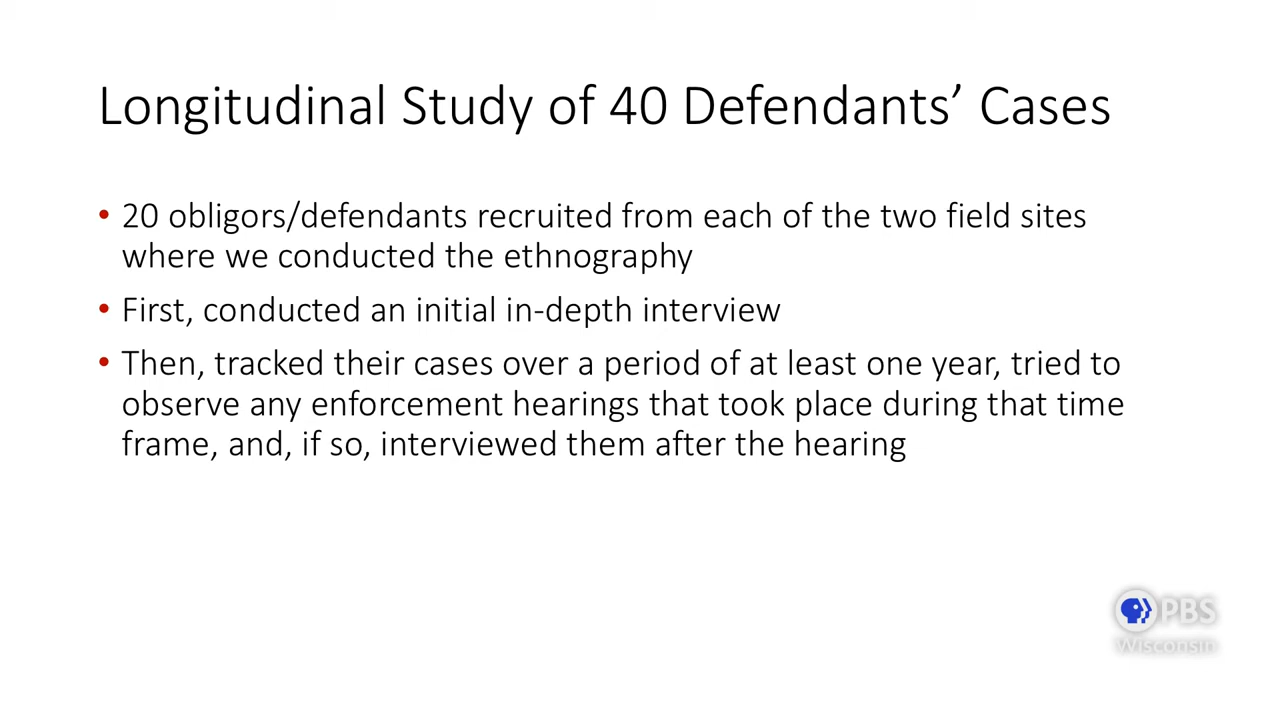 Longitudinal Study of 40 Defendants’ Cases
• 20 obligors/defendants recruited from each of the two field sites
where we conducted the ethnography
• First, conducted an initial in-depth interview
• Then, tracked their cases over a period of at least one year, tried to
observe any enforcement hearings that took place during that time
frame, and, if so, interviewed them after the hearing
PBS
Wisconsin